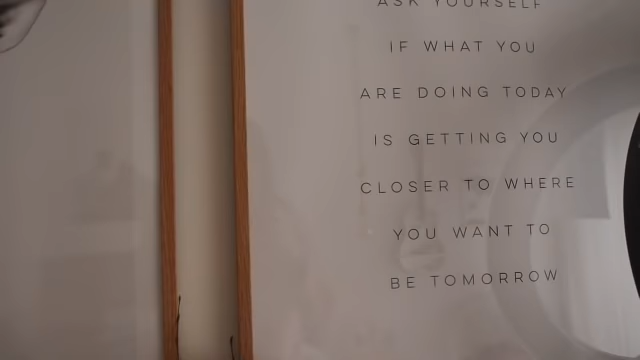 ASK YOURSELF
IF WHAT YOU
ARE DOING TODAY
IS GETTING YOU
CLOSER TO WHERE
YOU WANT TO
BE TOMORROW